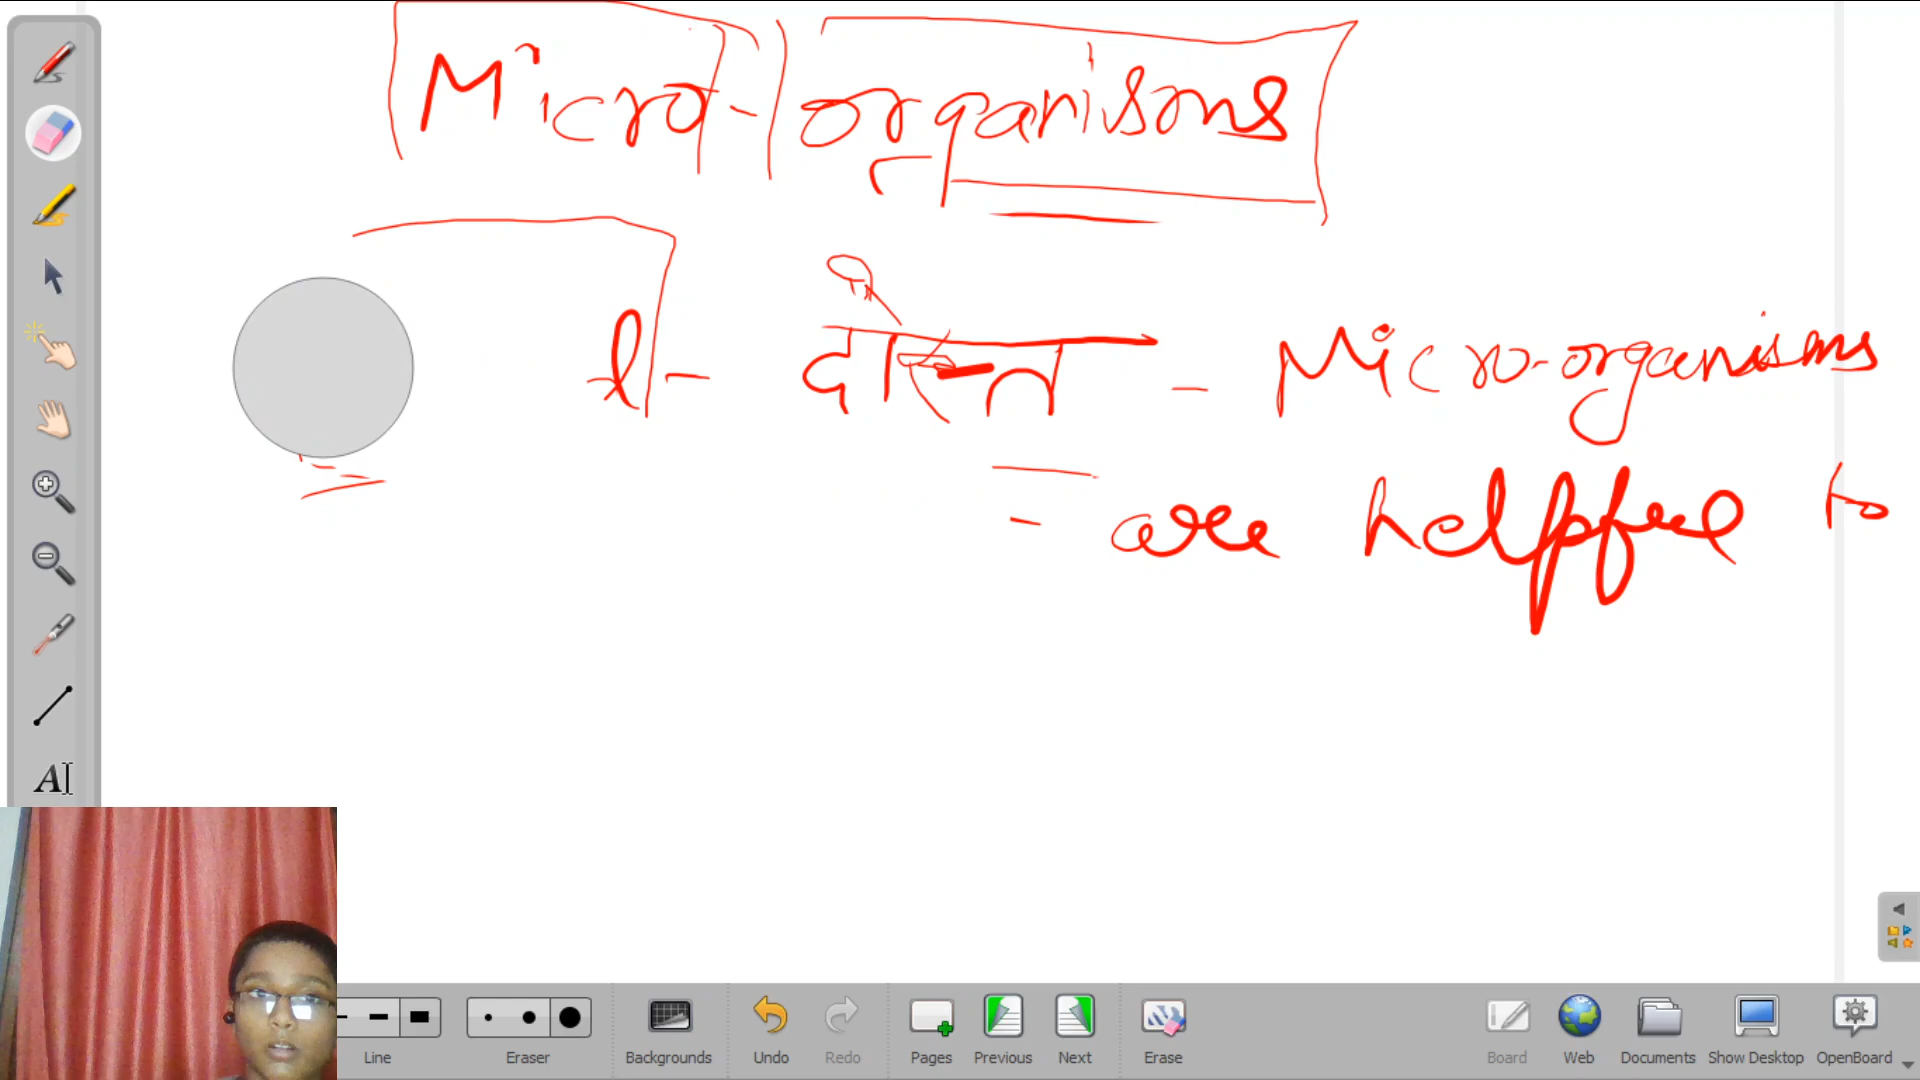 Micro-organisms
- Micro-organisms
- are helpful to
Line
Eraser
Backgrounds
Undo
Redo
Pages
Previous
Next
Erase
Board
Web
Documents
Show Desktop
OpenBoard